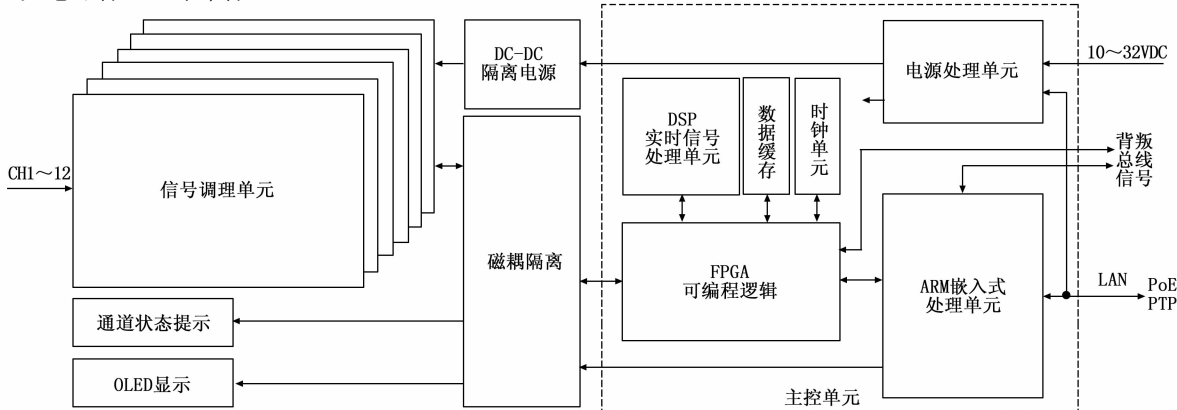 DC-DC
隔离电源
电源处理单元
10～32VDC
DSP
实时信号
处理单元
数据缓存
时钟单元
背叛
总线
信号
CH1～12
信号调理单元
磁耦隔离
FPGA
可编程逻辑
ARM嵌入式
处理单元
LAN
PoE
PTP
通道状态提示
OLED显示
主控单元